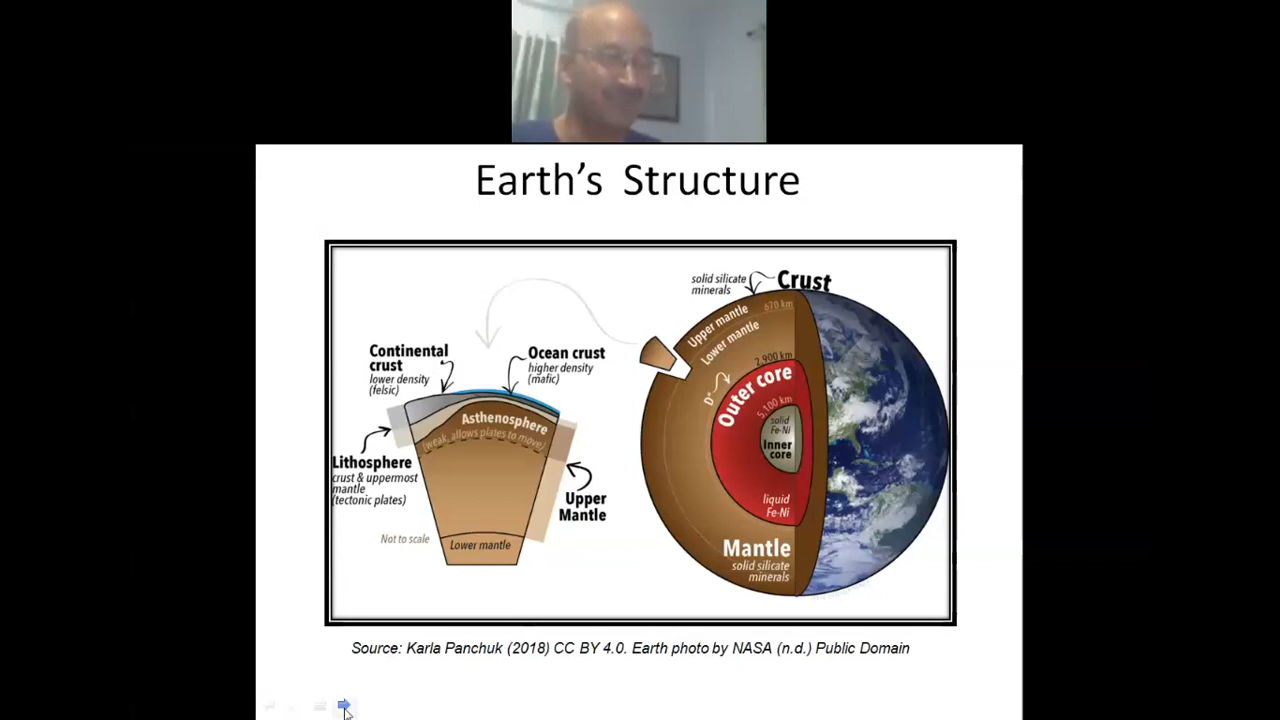 Earth's Structure
solid silicate
minerals
Crust
Upper mantle
670 km
Lower mantle
2,900 km
D"
Outer core
5,100 km
solid
Fe-Ni
Inner
core
liquid
Fe-Ni
Mantle
solid silicate
minerals
Continental
crust
lower density
(felsic)
Ocean crust
higher density
(mafic)
Asthenosphere
(weak, allows plates to move)
Lithosphere
crust & uppermost
mantle
(tectonic plates)
Upper
Mantle
Not to scale
Lower mantle
Source: Karla Panchuk (2018) CC BY 4.0. Earth photo by NASA (n.d.) Public Domain